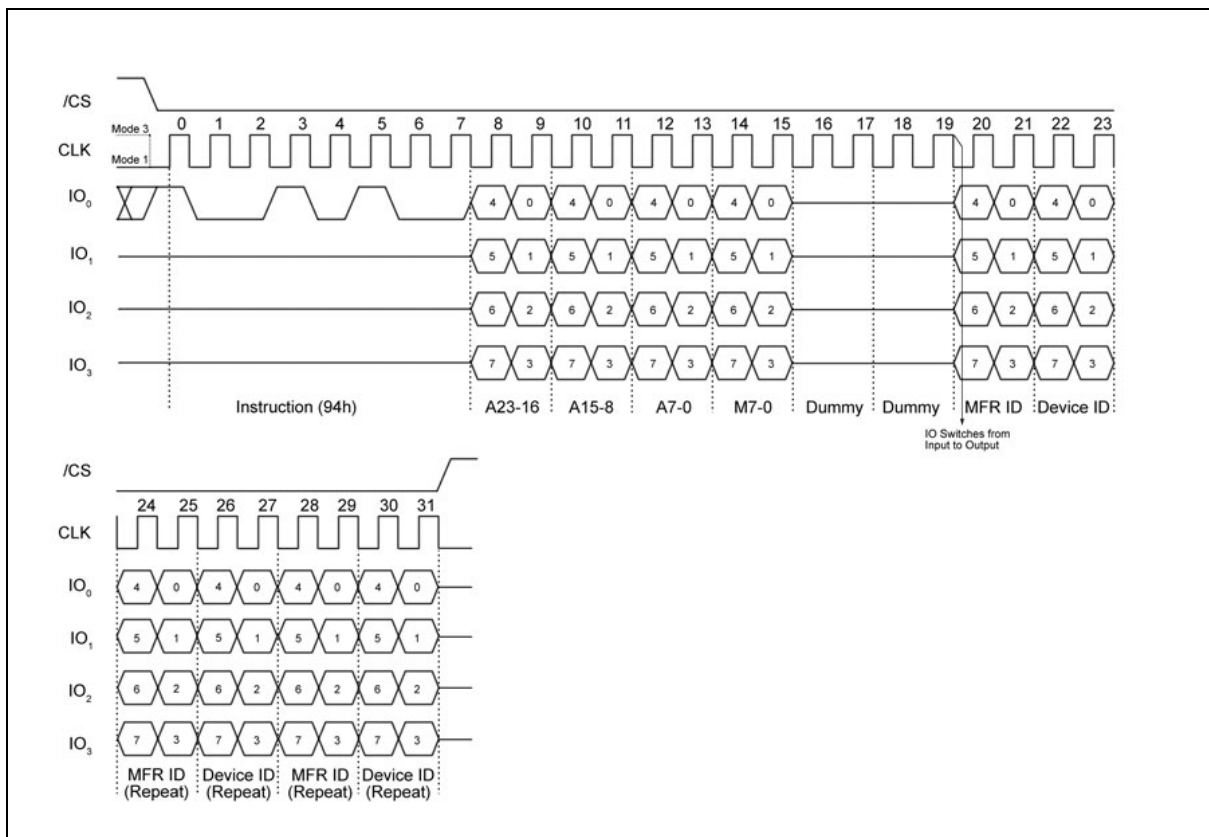 /CS
Mode 3
0 1 2 3 4 5 6 7 8 9 10 11 12 13 14 15 16 17 18 19 20 21 22 23
CLK
Mode 1
IO0 4 0 4 0 4 0 4 0 4 0 4 0
IO1 5 1 5 1 5 1 5 1 5 1 5 1
IO2 6 2 6 2 6 2 6 2 6 2 6 2
IO3 7 3 7 3 7 3 7 3 7 3 7 3
Instruction (94h) A23-16 A15-8 A7-0 M7-0 Dummy Dummy MFR ID Device ID
IO Switches from
Input to Output
/CS
24 25 26 27 28 29 30 31
CLK
IO0 4 0 4 0 4 0 4 0
IO1 5 1 5 1 5 1 5 1
IO2 6 2 6 2 6 2 6 2
IO3 7 3 7 3 7 3 7 3
MFR ID Device ID MFR ID Device ID
(Repeat) (Repeat) (Repeat) (Repeat)